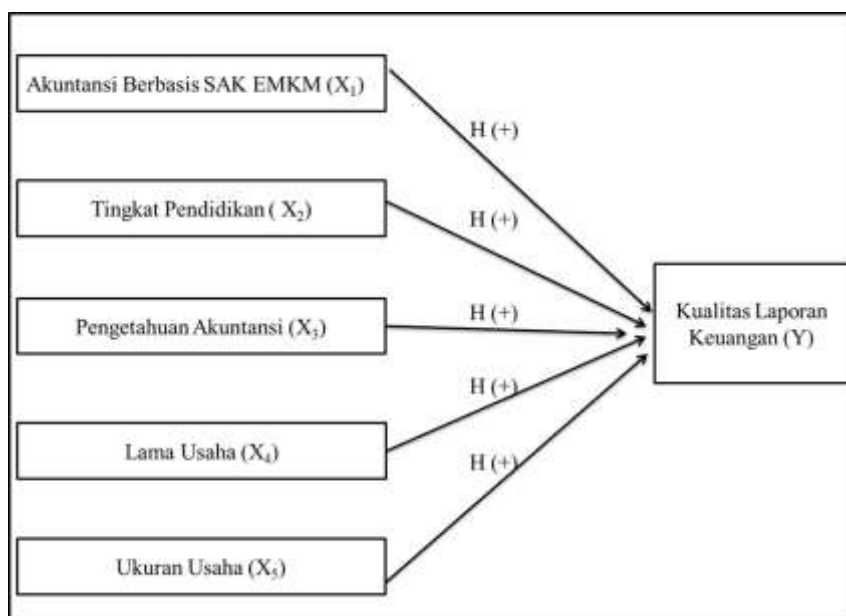 Akuntansi Berbasis SAK EMKM (X₁)
H (+)
Tingkat Pendidikan ( X₂)
H (+)
Pengetahuan Akuntansi (X₃)
H (+)
Kualitas Laporan
Keuangan (Y)
H (+)
Lama Usaha (X₄)
H (+)
Ukuran Usaha (X₅)